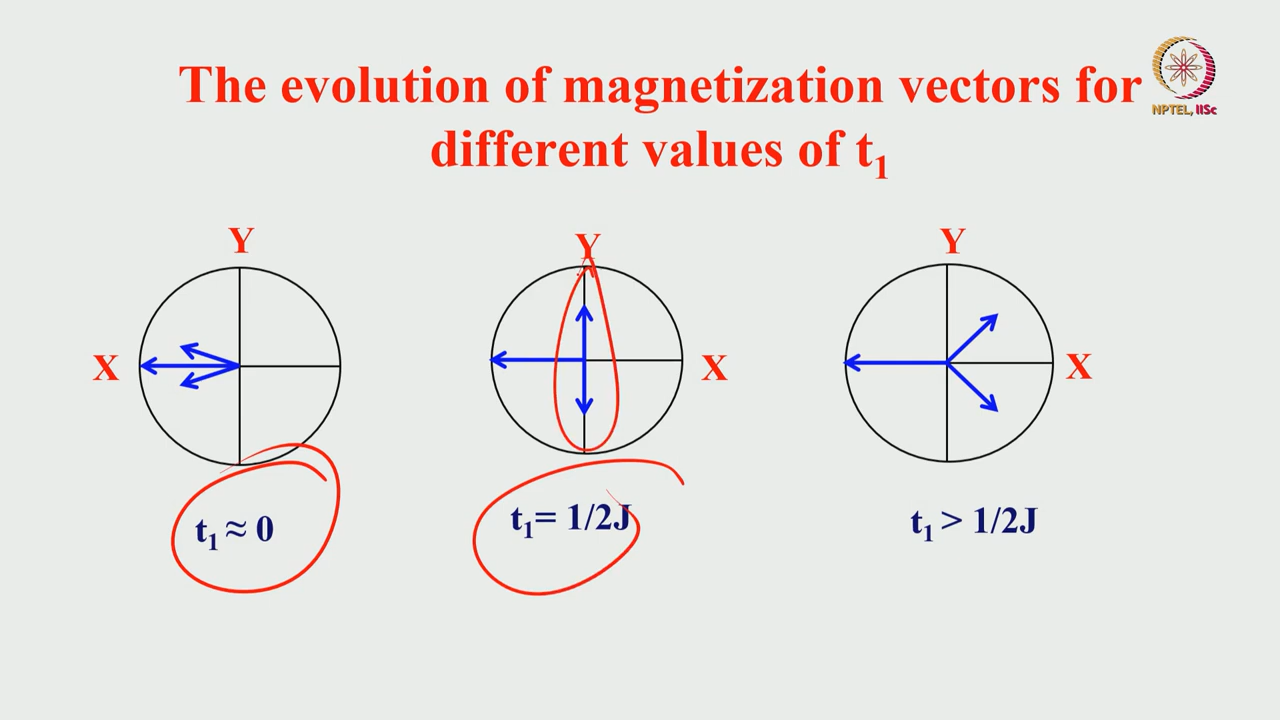 The evolution of magnetization vectors for
different values of t₁
NPTEL, IISc
Y
X
t₁ ≈ 0
Y
X
t₁= 1/2J
Y
X
t₁ > 1/2J